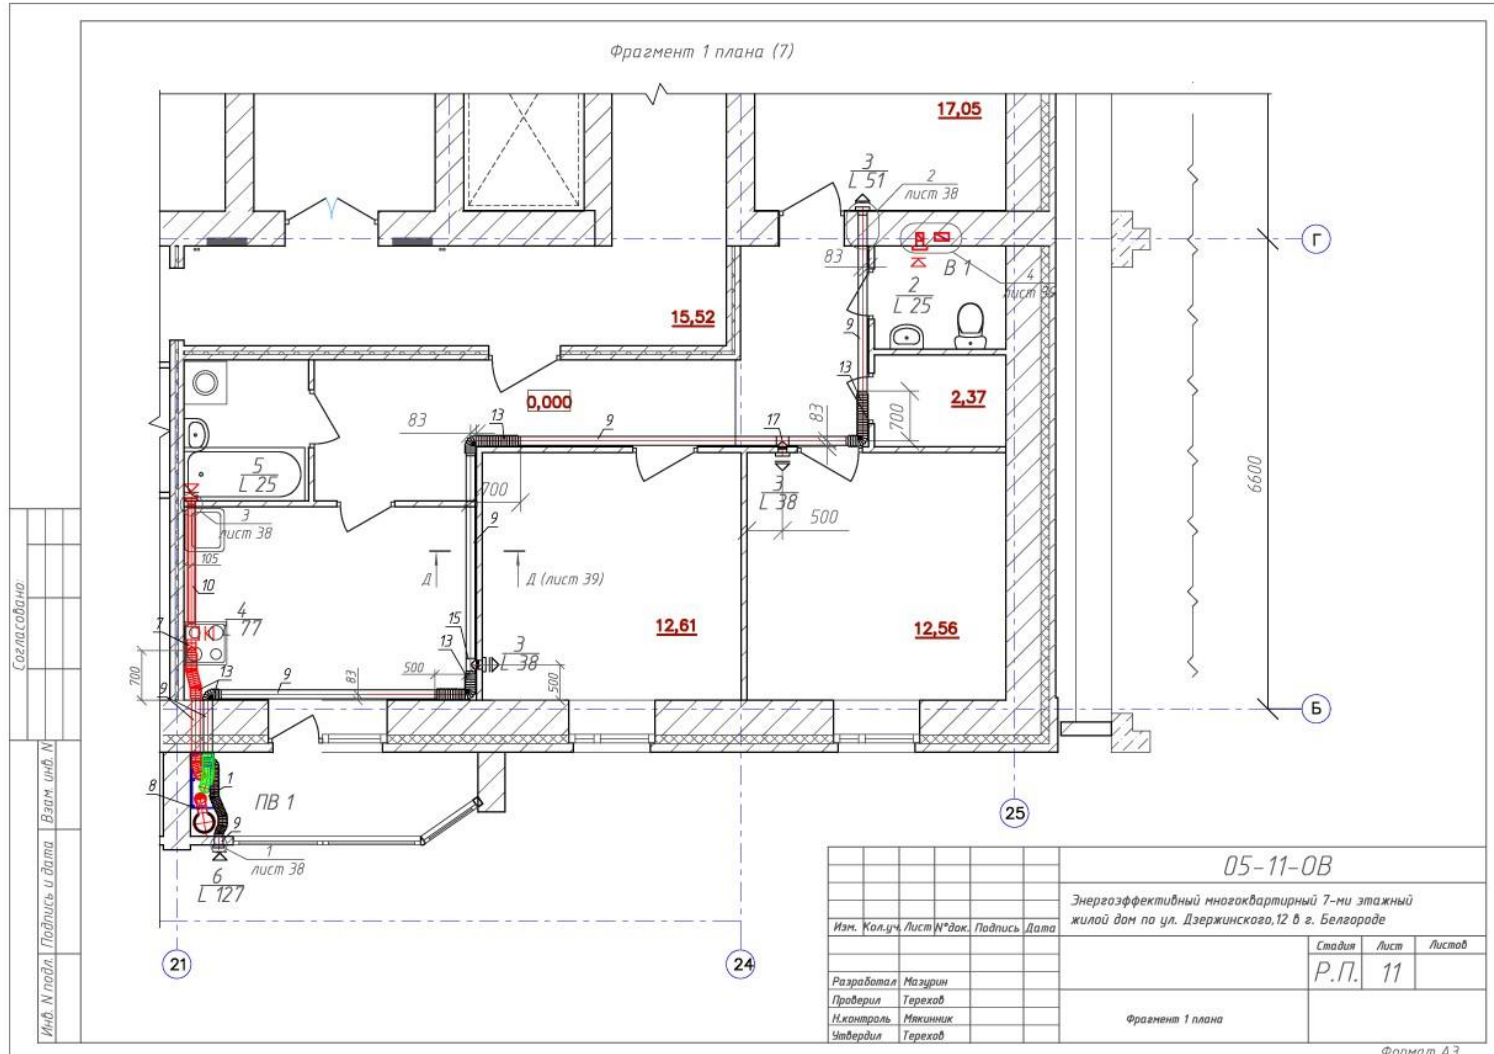 Фрагмент 1 плана (7)
17,05
3
L 51
2
лист 38
Г
83
В 1
2
L 25
4
лист 39
15,52
9
13
2,37
0,000
83
13
9
17
83
700
5
L 25
700
3
L 38
500
6600
3
лист 38
9
105
10
Д
Д (лист 39)
4
L 77
7
15
13
3
L 38
12,61
12,56
700
9
13
9
83
500
500
Б
8
1
ПВ 1
9
1
лист 38
6
L 127
25
21
24
Согласовано:
Взам. инв. N
Подпись и дата
Инв. N подл.
05-11-ОВ
Энергоэффективный многоквартирный 7-ми этажный
жилой дом по ул. Дзержинского,12 в г. Белгороде
Изм. Кол.уч. Лист N°док. Подпись Дата
Стадия Лист Листов
Р.П. 11
Разработал Мазурин
Проверил Терехов
Н.контроль Мякинник
Утвердил Терехов
Фрагмент 1 плана
Формат А3